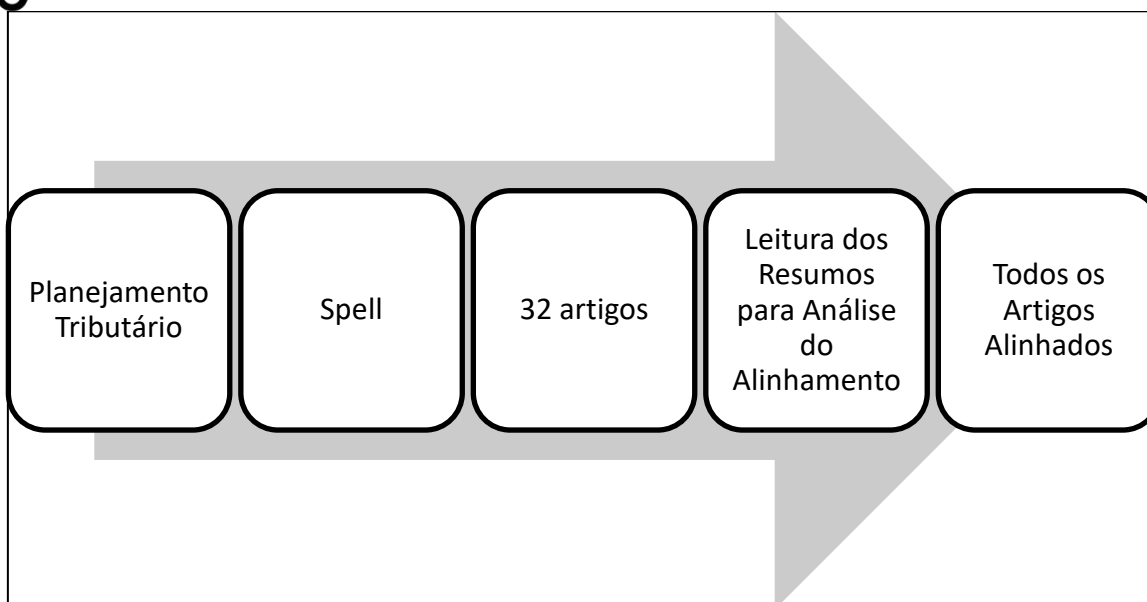 Planejamento
Tributário
Spell
32 artigos
Leitura dos
Resumos
para Análise
do
Alinhamento
Todos os
Artigos
Alinhados